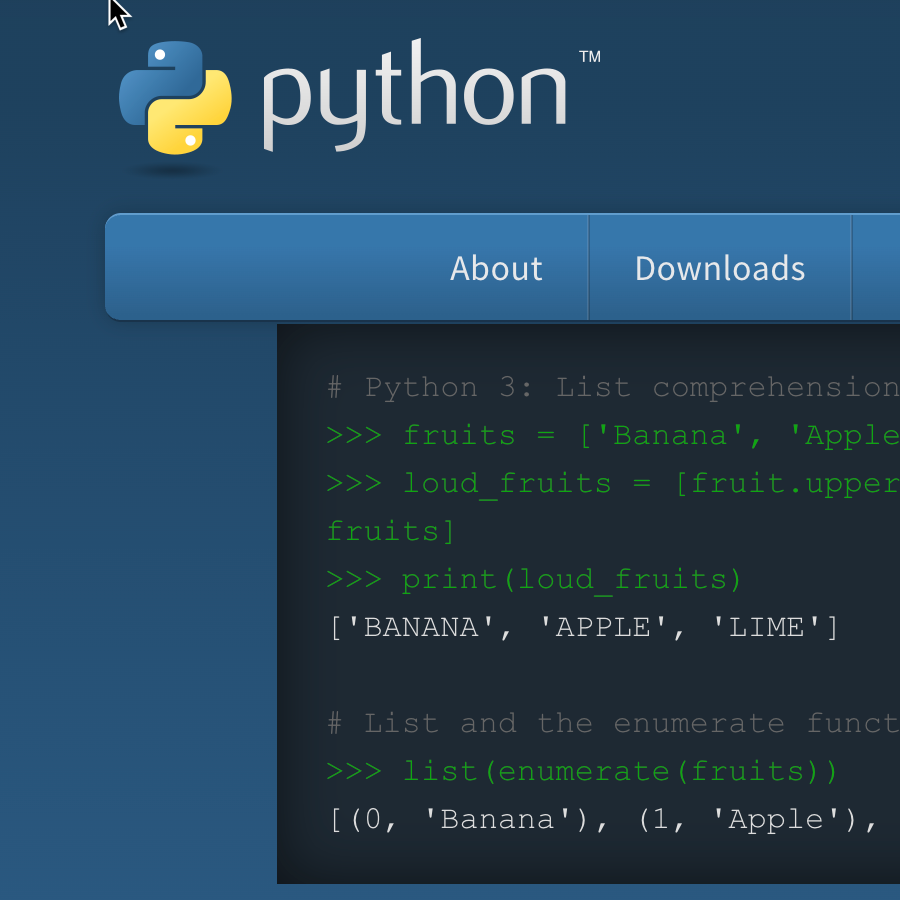 python™
About Downloads
# Python 3: List comprehension
>>> fruits = ['Banana', 'Apple
>>> loud_fruits = [fruit.upper
fruits]
>>> print(loud_fruits)
['BANANA', 'APPLE', 'LIME']
# List and the enumerate funct
>>> list(enumerate(fruits))
[(0, 'Banana'), (1, 'Apple'),